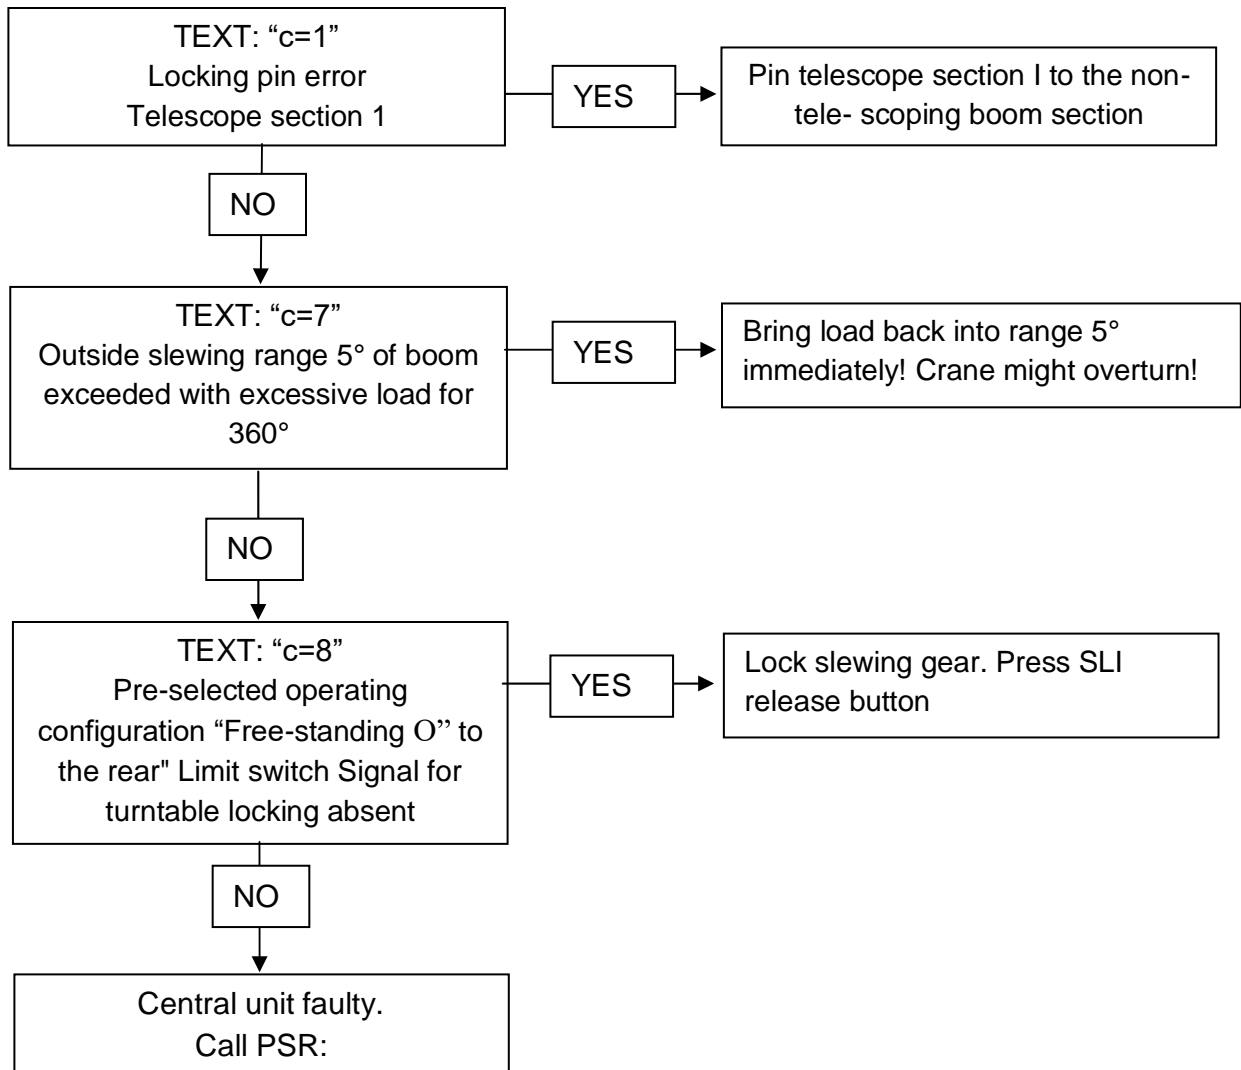 TEXT: “c=1”
Locking pin error
Telescope section 1
YES
Pin telescope section I to the non-
tele- scoping boom section
NO
TEXT: “c=7”
Outside slewing range 5° of boom
exceeded with excessive load for
360°
YES
Bring load back into range 5°
immediately! Crane might overturn!
NO
TEXT: “c=8”
Pre-selected operating
configuration “Free-standing O” to
the rear" Limit switch Signal for
turntable locking absent
YES
Lock slewing gear. Press SLI
release button
NO
Central unit faulty.
Call PSR: